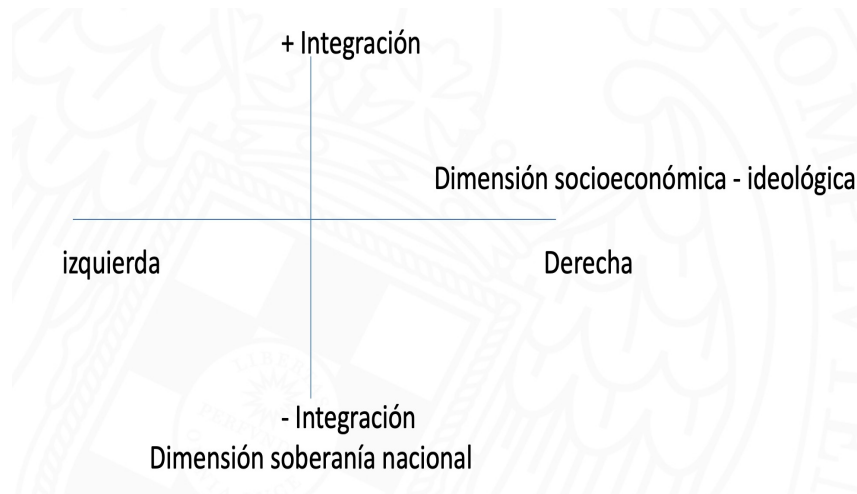 + Integración
Dimensión socioeconómica - ideológica
izquierda
Derecha
- Integración
Dimensión soberanía nacional